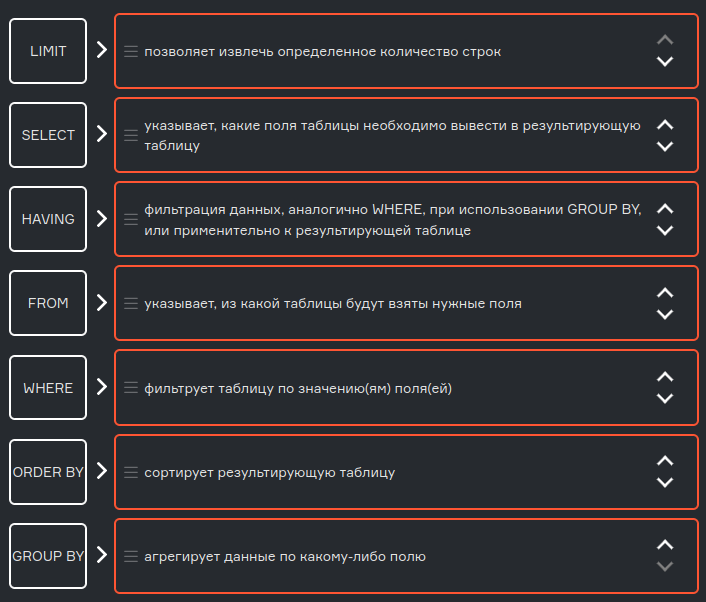 LIMIT
позволяет извлечь определенное количество строк
SELECT
указывает, какие поля таблицы необходимо вывести в результирующую
таблицу
HAVING
фильтрация данных, аналогично WHERE, при использовании GROUP BY,
или применительно к результирующей таблице
FROM
указывает, из какой таблицы будут взяты нужные поля
WHERE
фильтрует таблицу по значению(ям) поля(ей)
ORDER BY
сортирует результирующую таблицу
GROUP BY
агрегирует данные по какому-либо полю